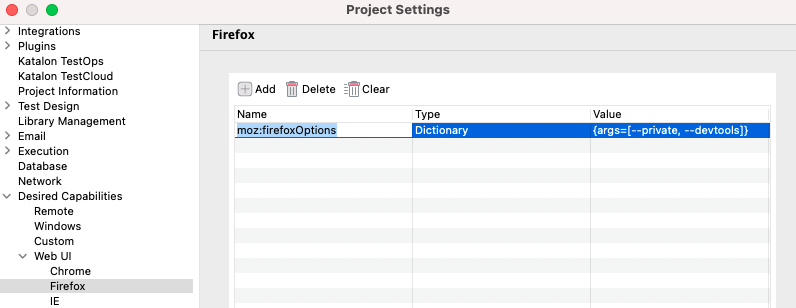 Project Settings
Integrations
Plugins
Katalon TestOps
Katalon TestCloud
Project Information
Test Design
Library Management
Email
Execution
Database
Network
Desired Capabilities
Remote
Windows
Custom
Web UI
Chrome
Firefox
IE
Firefox
Add Delete Clear
Name Type Value
moz:firefoxOptions Dictionary {args=[--private, --devtools]}